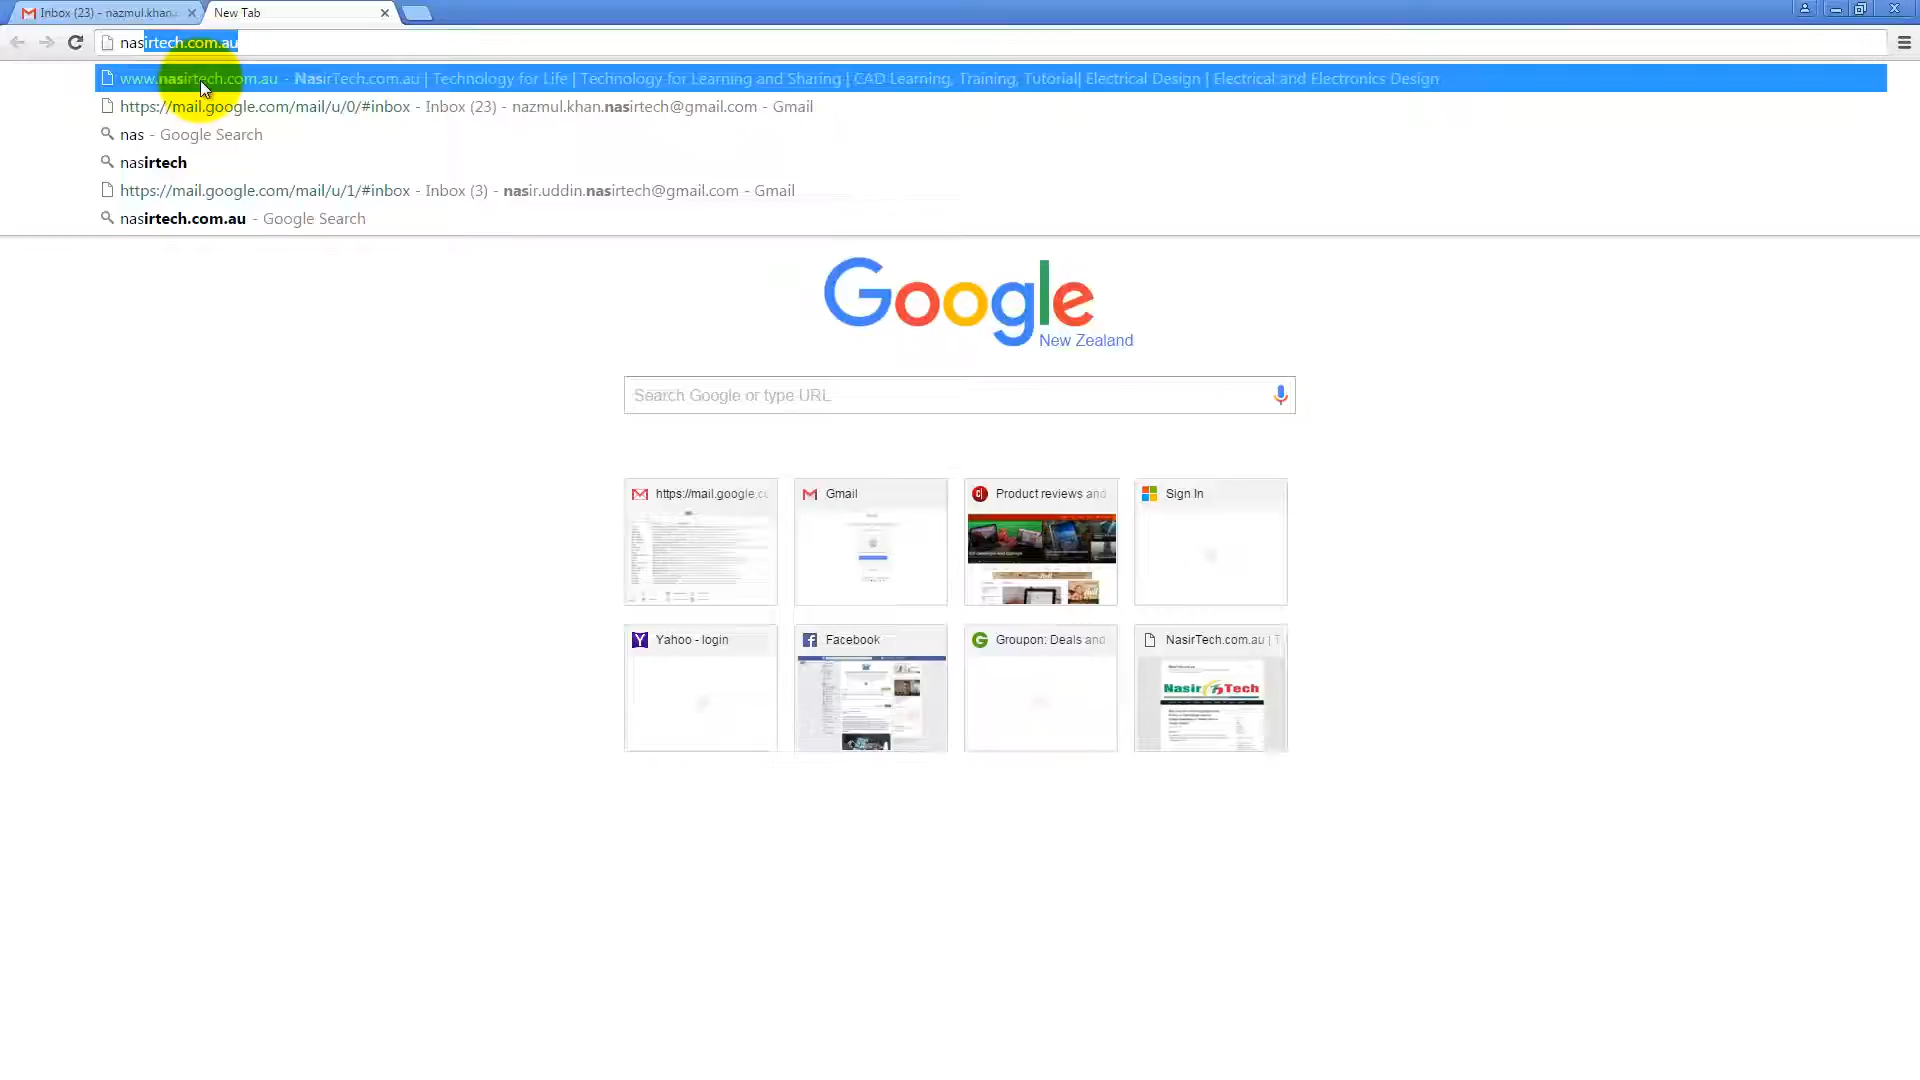 Inbox (23) - nazmul.khan.
New Tab
nasirtech.com.au
www.nasirtech.com.au - NasirTech.com.au | Technology for Life | Technology for Learning and Sharing | CAD Learning, Training, Tutorial| Electrical Design | Electrical and Electronics Design
https://mail.google.com/mail/u/0/#inbox - Inbox (23) - nazmul.khan.nasirtech@gmail.com - Gmail
nas - Google Search
nasirtech
https://mail.google.com/mail/u/1/#inbox - Inbox (3) - nasir.uddin.nasirtech@gmail.com - Gmail
nasirtech.com.au - Google Search
Google
New Zealand
Search Google or type URL
https://mail.google.co
Gmail
Product reviews and
Sign In
Yahoo - login
Facebook
Groupon: Deals and
NasirTech.com.au | T
Nasir Tech